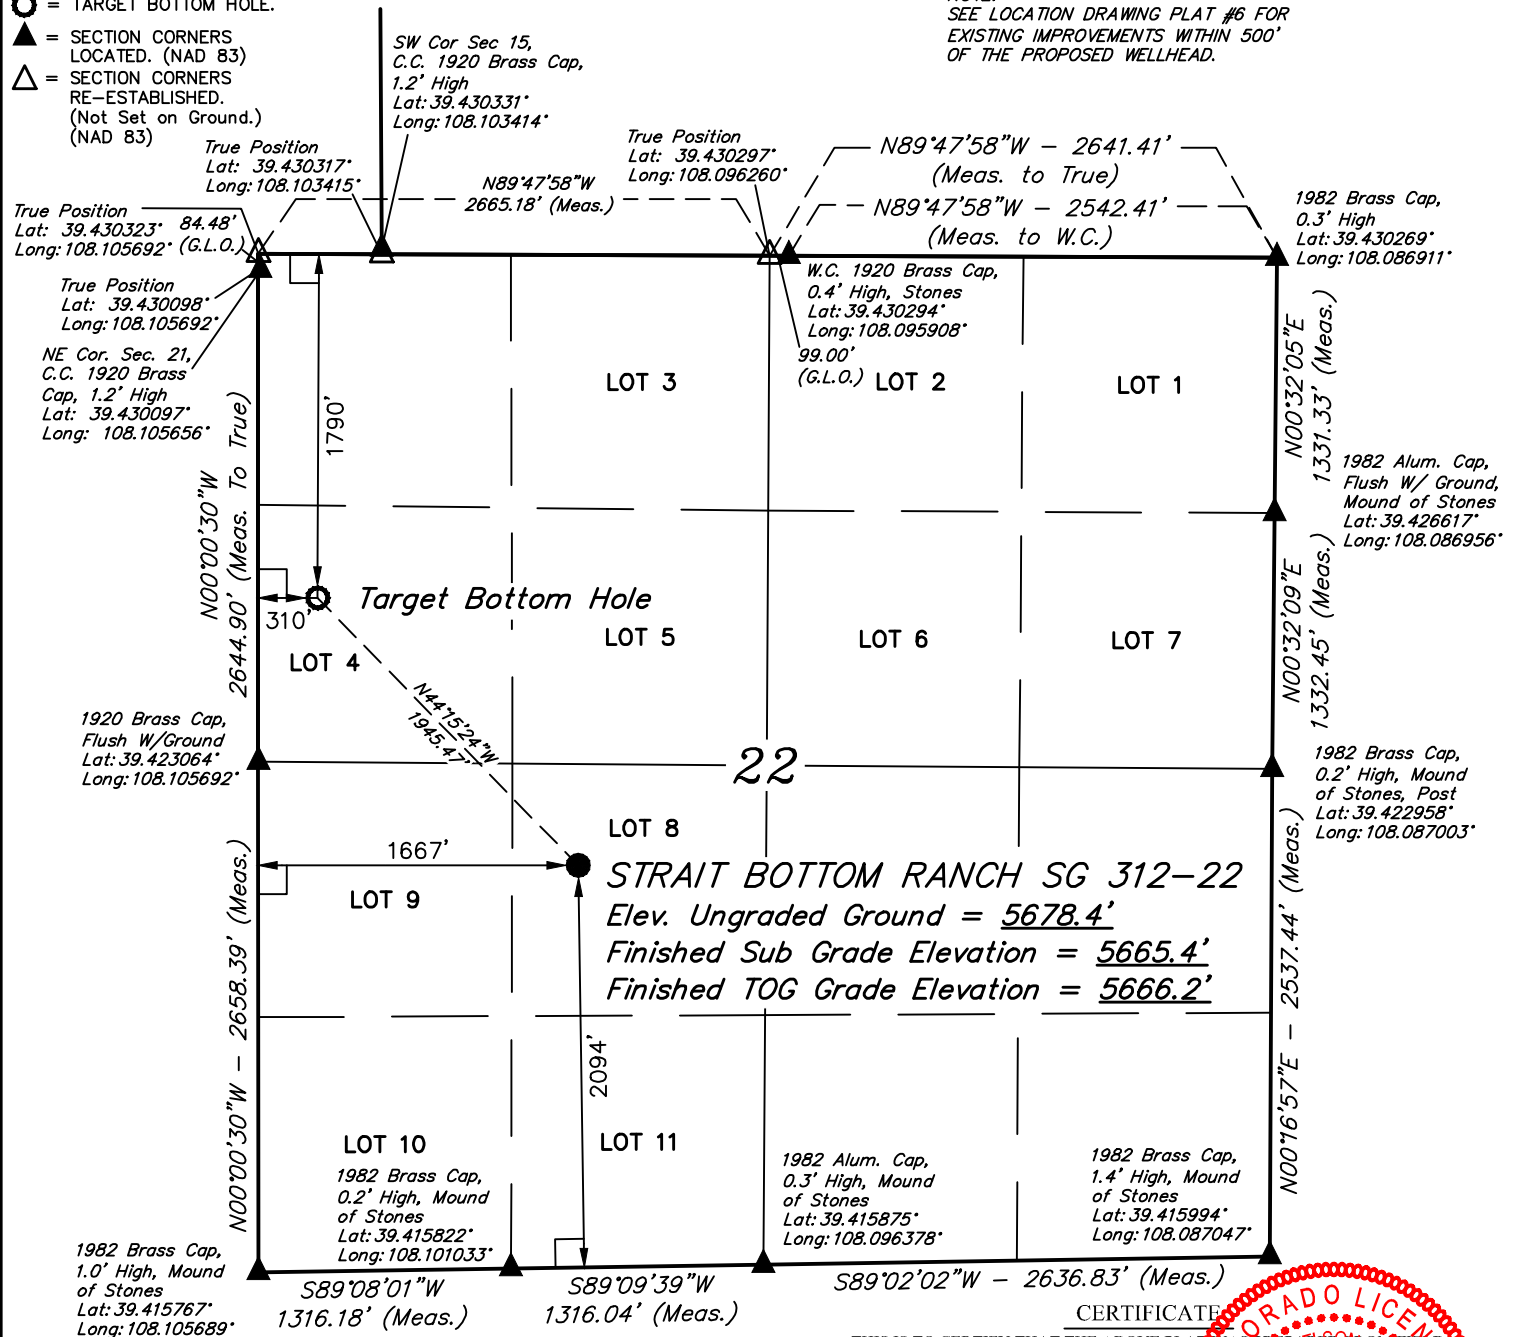 = TARGET BOTTOM HOLE.
= SECTION CORNERS
LOCATED. (NAD 83)
= SECTION CORNERS
RE-ESTABLISHED.
(Not Set on Ground.)
(NAD 83)
SEE LOCATION DRAWING PLAT #6 FOR
EXISTING IMPROVEMENTS WITHIN 500'
OF THE PROPOSED WELLHEAD.
SW Cor Sec 15,
C.C. 1920 Brass Cap,
1.2' High
Lat: 39.430331°
Long: 108.103414°
True Position
Lat: 39.430317°
Long: 108.103415°
True Position
Lat: 39.430297°
Long: 108.096260°
N89°47'58"W
2665.18' (Meas.)
N89°47'58"W - 2641.41'
(Meas. to True)
N89°47'58"W - 2542.41'
(Meas. to W.C.)
1982 Brass Cap,
0.3' High
Lat: 39.430269°
Long: 108.086911°
True Position
Lat: 39.430323°
Long: 108.105692°
84.48'
(G.L.O.)
True Position
Lat: 39.430098°
Long: 108.105692°
NE Cor. Sec. 21,
C.C. 1920 Brass
Cap, 1.2' High
Lat: 39.430097°
Long: 108.105656°
W.C. 1920 Brass Cap,
0.4' High, Stones
Lat: 39.430294°
Long: 108.095908°
99.00'
(G.L.O.)
LOT 3
LOT 2
LOT 1
1790'
N00°32'05"E
1331.33' (Meas.)
1982 Alum. Cap,
Flush W/ Ground,
Mound of Stones
Lat: 39.426617°
Long: 108.086956°
N00°00'30"W
2644.90' (Meas. To True)
Target Bottom Hole
310'
LOT 4
LOT 5
LOT 6
LOT 7
N00°32'09"E
1332.45' (Meas.)
N44°15'24"W
1945.47'
1920 Brass Cap,
Flush W/Ground
Lat: 39.423064°
Long: 108.105692°
22
1982 Brass Cap,
0.2' High, Mound
of Stones, Post
Lat: 39.422958°
Long: 108.087003°
LOT 8
1667'
LOT 9
STRAIT BOTTOM RANCH SG 312-22
Elev. Ungraded Ground = 5678.4'
Finished Sub Grade Elevation = 5665.4'
Finished TOG Grade Elevation = 5666.2'
N00°00'30"W - 2658.39' (Meas.)
N00°16'57"E - 2537.44' (Meas.)
2094'
LOT 10
LOT 11
1982 Brass Cap,
0.2' High, Mound
of Stones
Lat: 39.415822°
Long: 108.101033°
1982 Alum. Cap,
0.3' High, Mound
of Stones
Lat: 39.415875°
Long: 108.096378°
1982 Brass Cap,
1.4' High, Mound
of Stones
Lat: 39.415994°
Long: 108.087047°
1982 Brass Cap,
1.0' High, Mound
of Stones
Lat: 39.415767°
Long: 108.105689°
S89°08'01"W
1316.18' (Meas.)
S89°09'39"W
1316.04' (Meas.)
S89°02'02"W - 2636.83' (Meas.)
CERTIFICATE
ORADO LICEN